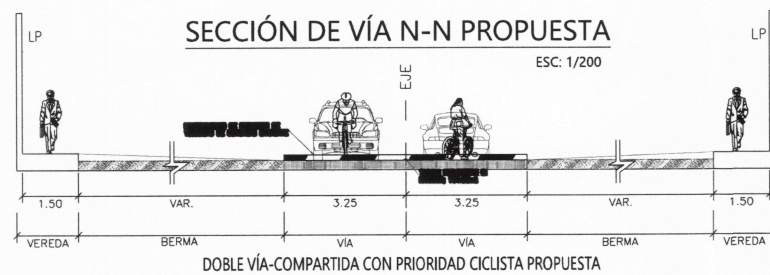 SECCIÓN DE VÍA N-N PROPUESTA
ESC: 1/200
LP
LP
EJE
1.50 VAR. 3.25 3.25 VAR. 1.50
VEREDA BERMA VÍA VÍA BERMA VEREDA
DOBLE VÍA-COMPARTIDA CON PRIORIDAD CICLISTA PROPUESTA